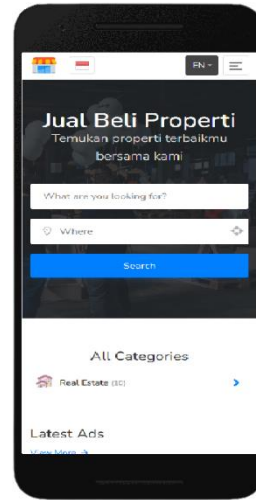 EN
Jual Beli Properti
Temukan properti terbaikmu
bersama kami
What are you looking for?
Where
Search
All Categories
Real Estate (10)
Latest Ads
View More